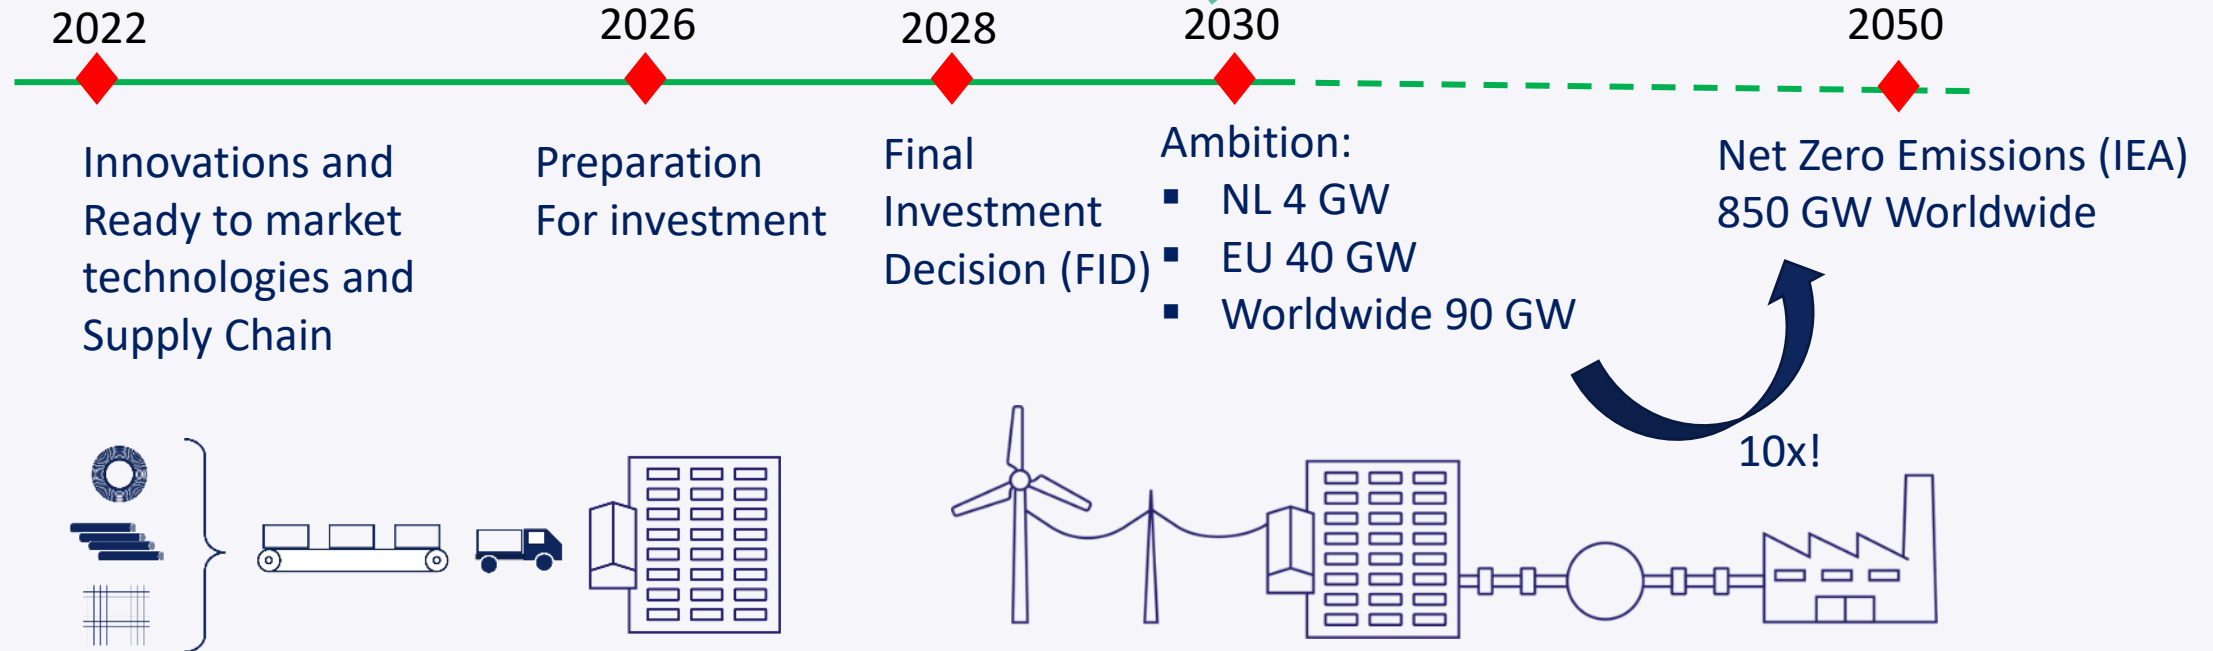 2022
2026
2028
2030
2050
Innovations and
Ready to market
technologies and
Supply Chain
Preparation
For investment
Final
Investment
Decision (FID)
Ambition:
▪ NL 4 GW
▪ EU 40 GW
▪ Worldwide 90 GW
Net Zero Emissions (IEA)
850 GW Worldwide
10x!